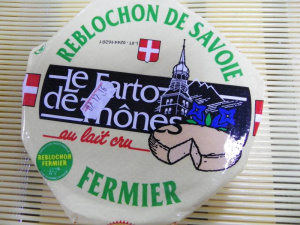 REBLOCHON DE SAVOIE
Le Farto
de Thônes
au lait cru
REBLOCHON
FERMIER
FERMIER